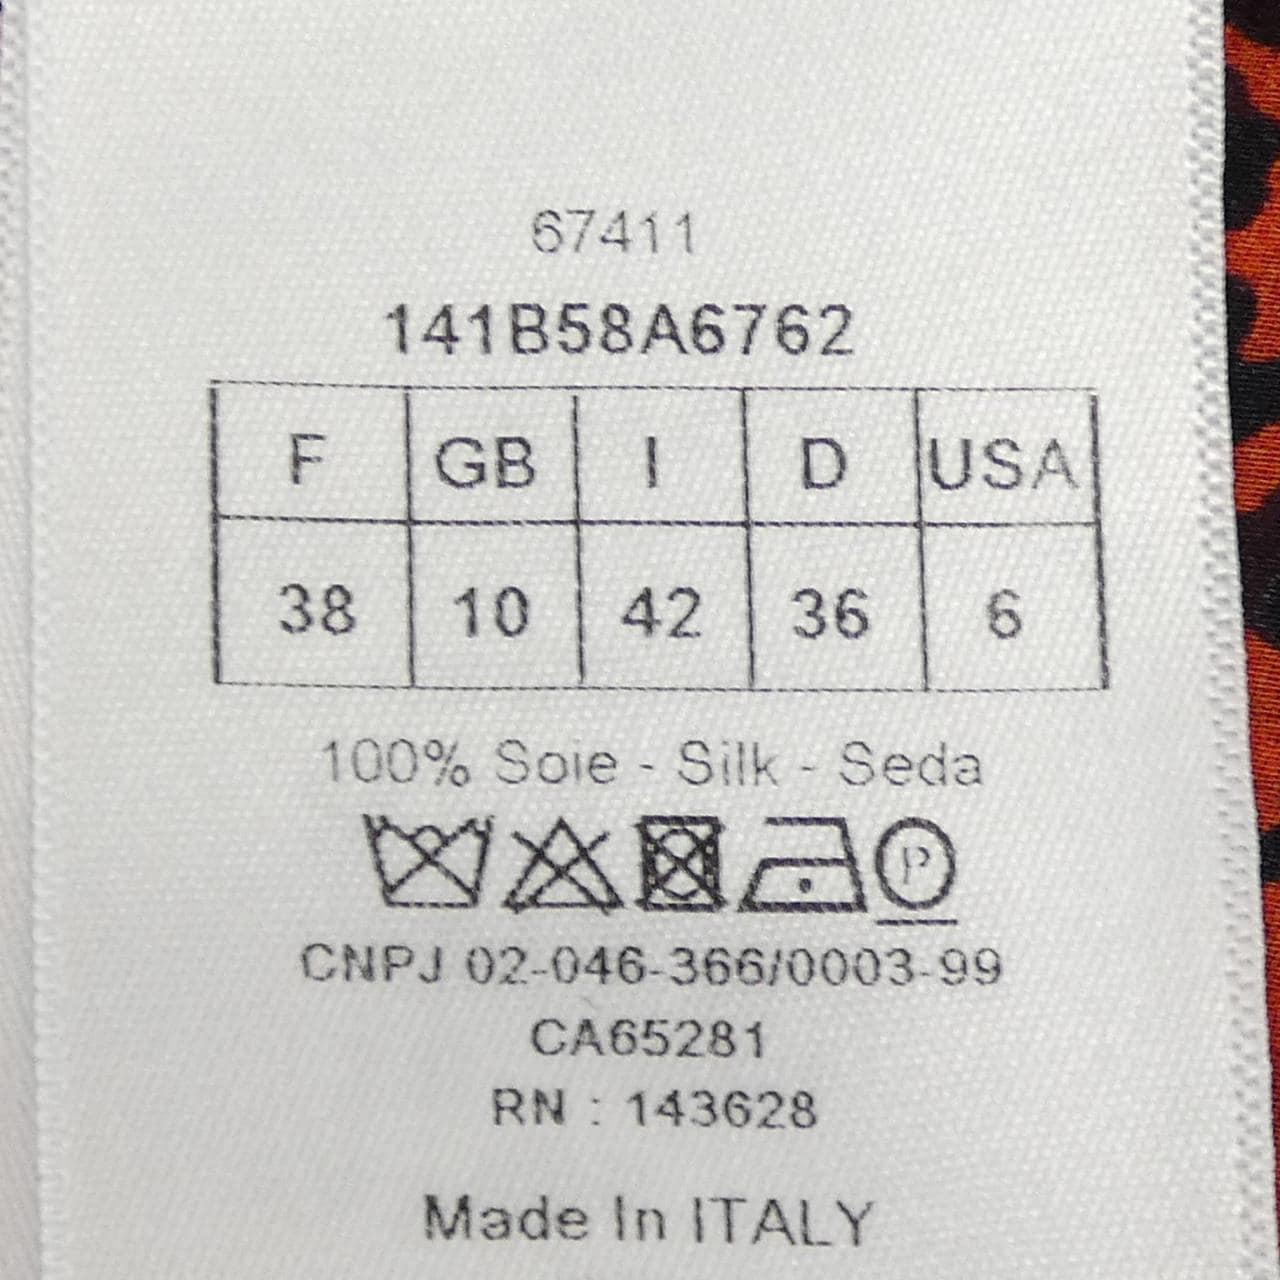 67411
141B58A6762
F GB I D USA
38 10 42 36 6
100% Soie - Silk - Seda
P
CNPJ 02-046-366/0003-99
CA65281
RN : 143628
Made In ITALY